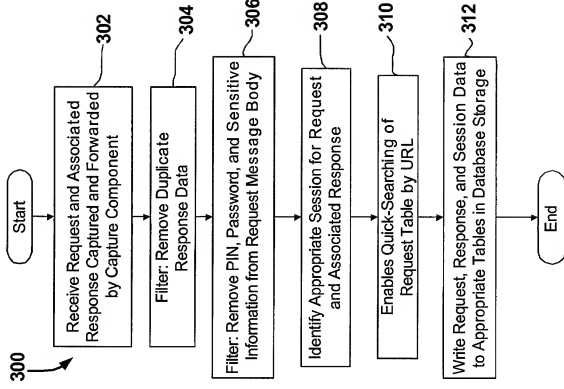 300
Start
Receive Request and Associated
Response Captured and Forwarded
by Capture Component
302
Filter: Remove Duplicate
Response Data
304
Filter: Remove PIN, Password, and Sensitive
Information from Request Message Body
306
Identify Appropriate Session for Request
and Associated Response
308
Enables Quick-Searching of
Request Table by URL
310
Write Request, Response, and Session Data
to Appropriate Tables in Database Storage
312
End